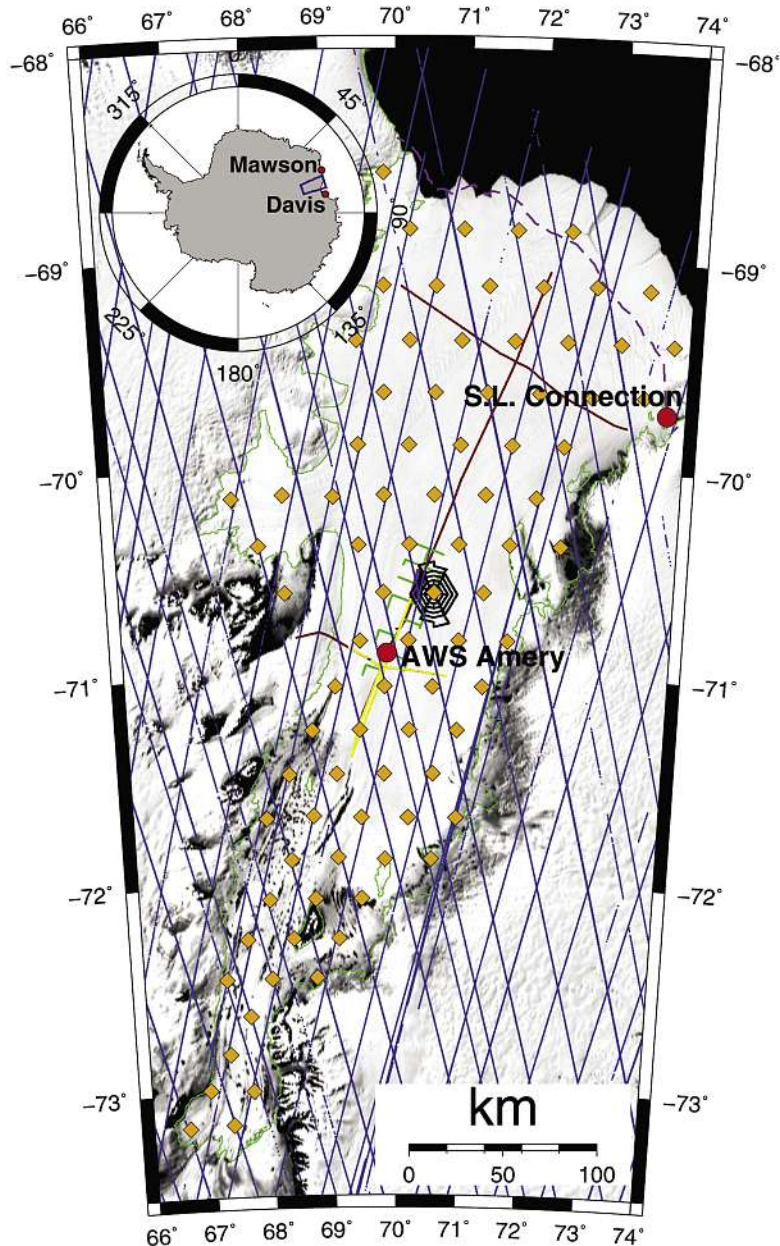 66˚ 67˚ 68˚ 69˚ 70˚ 71˚ 72˚ 73˚ 74˚
−68˚ −68˚
0
315˚ 45˚
Mawson
Davis
90
−69˚ −69˚
225˚ 135˚
180˚
S.L. Connection
−70˚ −70˚
AWS Amery
−71˚ −71˚
−72˚ −72˚
−73˚ −73˚
km
0 50 100
66˚ 67˚ 68˚ 69˚ 70˚ 71˚ 72˚ 73˚ 74˚